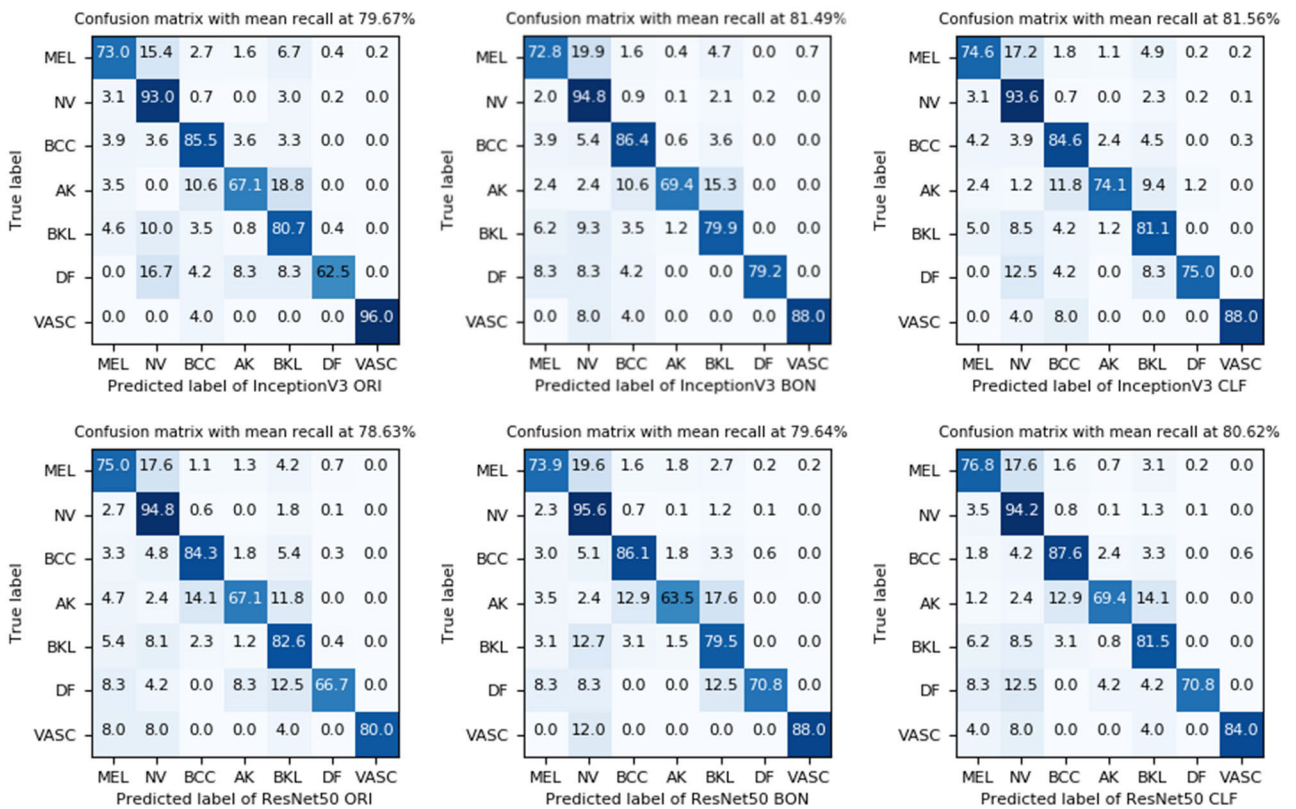 Confusion matrix with mean recall at 79.67%
MEL 73.0 15.4 2.7 1.6 6.7 0.4 0.2
NV 3.1 93.0 0.7 0.0 3.0 0.2 0.0
BCC 3.9 3.6 85.5 3.6 3.3 0.0 0.0
AK 3.5 0.0 10.6 67.1 18.8 0.0 0.0
BKL 4.6 10.0 3.5 0.8 80.7 0.4 0.0
DF 0.0 16.7 4.2 8.3 8.3 62.5 0.0
VASC 0.0 0.0 4.0 0.0 0.0 0.0 96.0
MEL NV BCC AK BKL DF VASC
True label
Predicted label of InceptionV3 ORI
Confusion matrix with mean recall at 81.49%
MEL 72.8 19.9 1.6 0.4 4.7 0.0 0.7
NV 2.0 94.8 0.9 0.1 2.1 0.2 0.0
BCC 3.9 5.4 86.4 0.6 3.6 0.0 0.0
AK 2.4 2.4 10.6 69.4 15.3 0.0 0.0
BKL 6.2 9.3 3.5 1.2 79.9 0.0 0.0
DF 8.3 8.3 4.2 0.0 0.0 79.2 0.0
VASC 0.0 8.0 4.0 0.0 0.0 0.0 88.0
MEL NV BCC AK BKL DF VASC
True label
Predicted label of InceptionV3 BON
Confusion matrix with mean recall at 81.56%
MEL 74.6 17.2 1.8 1.1 4.9 0.2 0.2
NV 3.1 93.6 0.7 0.0 2.3 0.2 0.1
BCC 4.2 3.9 84.6 2.4 4.5 0.0 0.3
AK 2.4 1.2 11.8 74.1 9.4 1.2 0.0
BKL 5.0 8.5 4.2 1.2 81.1 0.0 0.0
DF 0.0 12.5 4.2 0.0 8.3 75.0 0.0
VASC 0.0 4.0 8.0 0.0 0.0 0.0 88.0
MEL NV BCC AK BKL DF VASC
True label
Predicted label of InceptionV3 CLF
Confusion matrix with mean recall at 78.63%
MEL 75.0 17.6 1.1 1.3 4.2 0.7 0.0
NV 2.7 94.8 0.6 0.0 1.8 0.1 0.0
BCC 3.3 4.8 84.3 1.8 5.4 0.3 0.0
AK 4.7 2.4 14.1 67.1 11.8 0.0 0.0
BKL 5.4 8.1 2.3 1.2 82.6 0.4 0.0
DF 8.3 4.2 0.0 8.3 12.5 66.7 0.0
VASC 8.0 8.0 0.0 0.0 4.0 0.0 80.0
MEL NV BCC AK BKL DF VASC
True label
Predicted label of ResNet50 ORI
Confusion matrix with mean recall at 79.64%
MEL 73.9 19.6 1.6 1.8 2.7 0.2 0.2
NV 2.3 95.6 0.7 0.1 1.2 0.1 0.0
BCC 3.0 5.1 86.1 1.8 3.3 0.6 0.0
AK 3.5 2.4 12.9 63.5 17.6 0.0 0.0
BKL 3.1 12.7 3.1 1.5 79.5 0.0 0.0
DF 8.3 8.3 0.0 0.0 12.5 70.8 0.0
VASC 0.0 12.0 0.0 0.0 0.0 0.0 88.0
MEL NV BCC AK BKL DF VASC
True label
Predicted label of ResNet50 BON
Confusion matrix with mean recall at 80.62%
MEL 76.8 17.6 1.6 0.7 3.1 0.2 0.0
NV 3.5 94.2 0.8 0.1 1.3 0.1 0.0
BCC 1.8 4.2 87.6 2.4 3.3 0.0 0.6
AK 1.2 2.4 12.9 69.4 14.1 0.0 0.0
BKL 6.2 8.5 3.1 0.8 81.5 0.0 0.0
DF 8.3 12.5 0.0 4.2 4.2 70.8 0.0
VASC 4.0 8.0 0.0 0.0 4.0 0.0 84.0
MEL NV BCC AK BKL DF VASC
True label
Predicted label of ResNet50 CLF